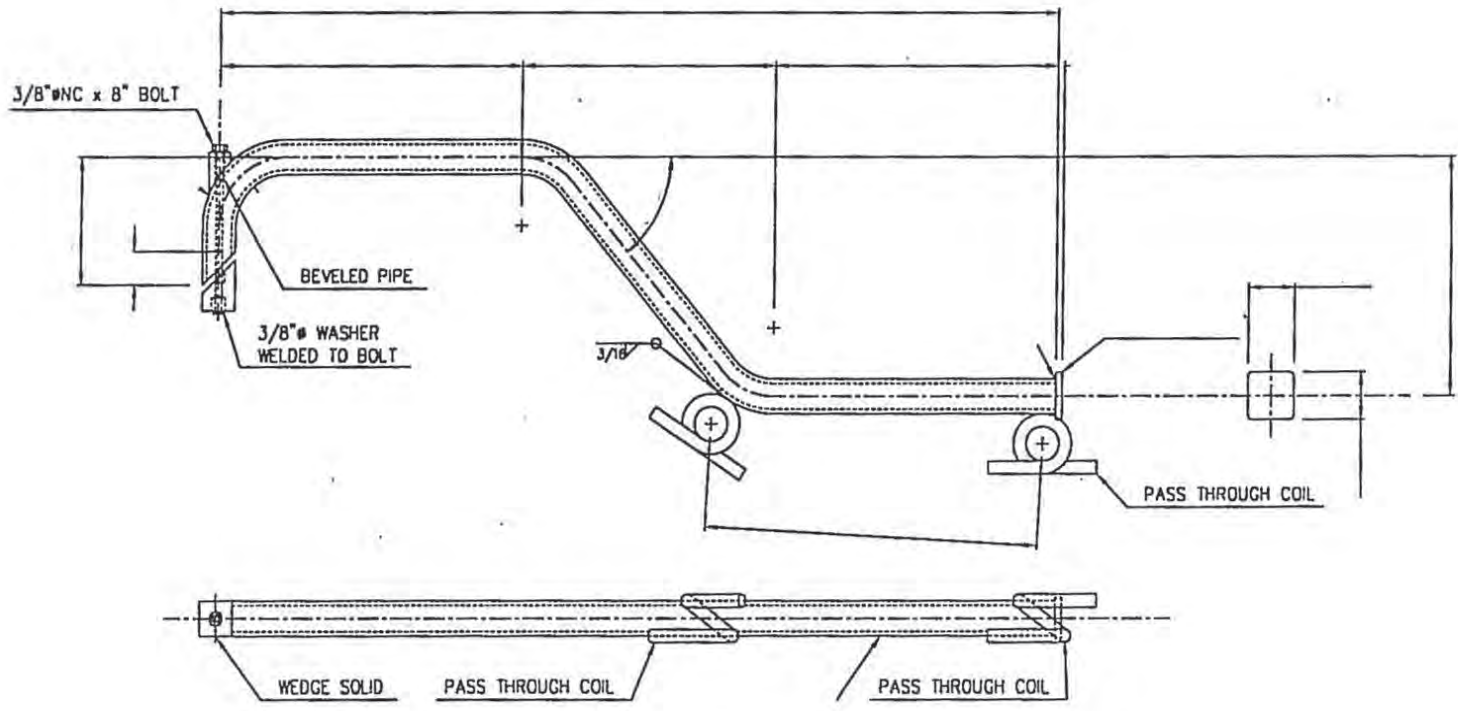 3/8"øNC x 8" BOLT
BEVELED PIPE
3/8"ø WASHER
WELDED TO BOLT
3/16
PASS THROUGH COIL
WEDGE SOLID
PASS THROUGH COIL
PASS THROUGH COIL